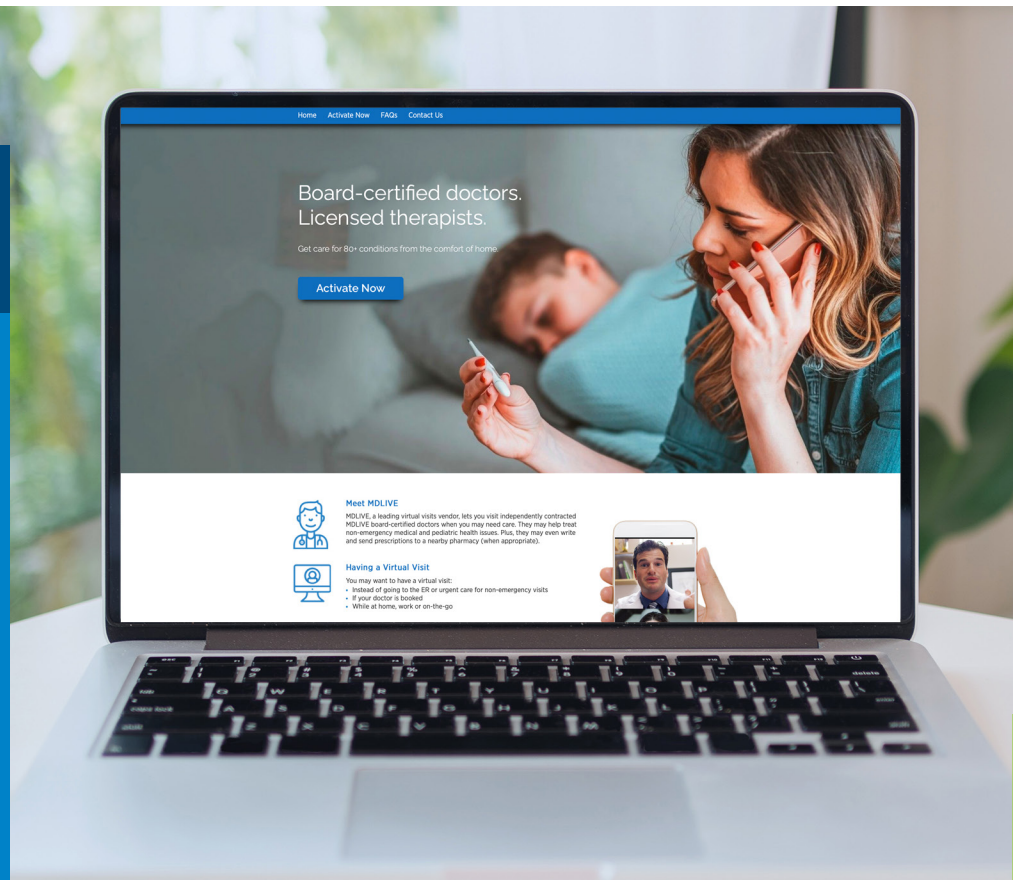 Home Activate Now FAQs Contact Us
Board-certified doctors.
Licensed therapists.
Get care for 80+ conditions from the comfort of home.
Activate Now
Meet MDLIVE
MDLIVE, a leading virtual visits vendor, lets you visit independently contracted
MDLIVE board-certified doctors when you may need care. They may help treat
non-emergency medical and pediatric health issues. Plus, they may even write
and send prescriptions to a nearby pharmacy (when appropriate).
Having a Virtual Visit
You may want to have a virtual visit:
• Instead of going to the ER or urgent care for non-emergency visits
• If your doctor is booked
• While at home, work or on-the-go
esc
delete
tab Q W E R T Y U I O P
caps lock A S D F G H J K L